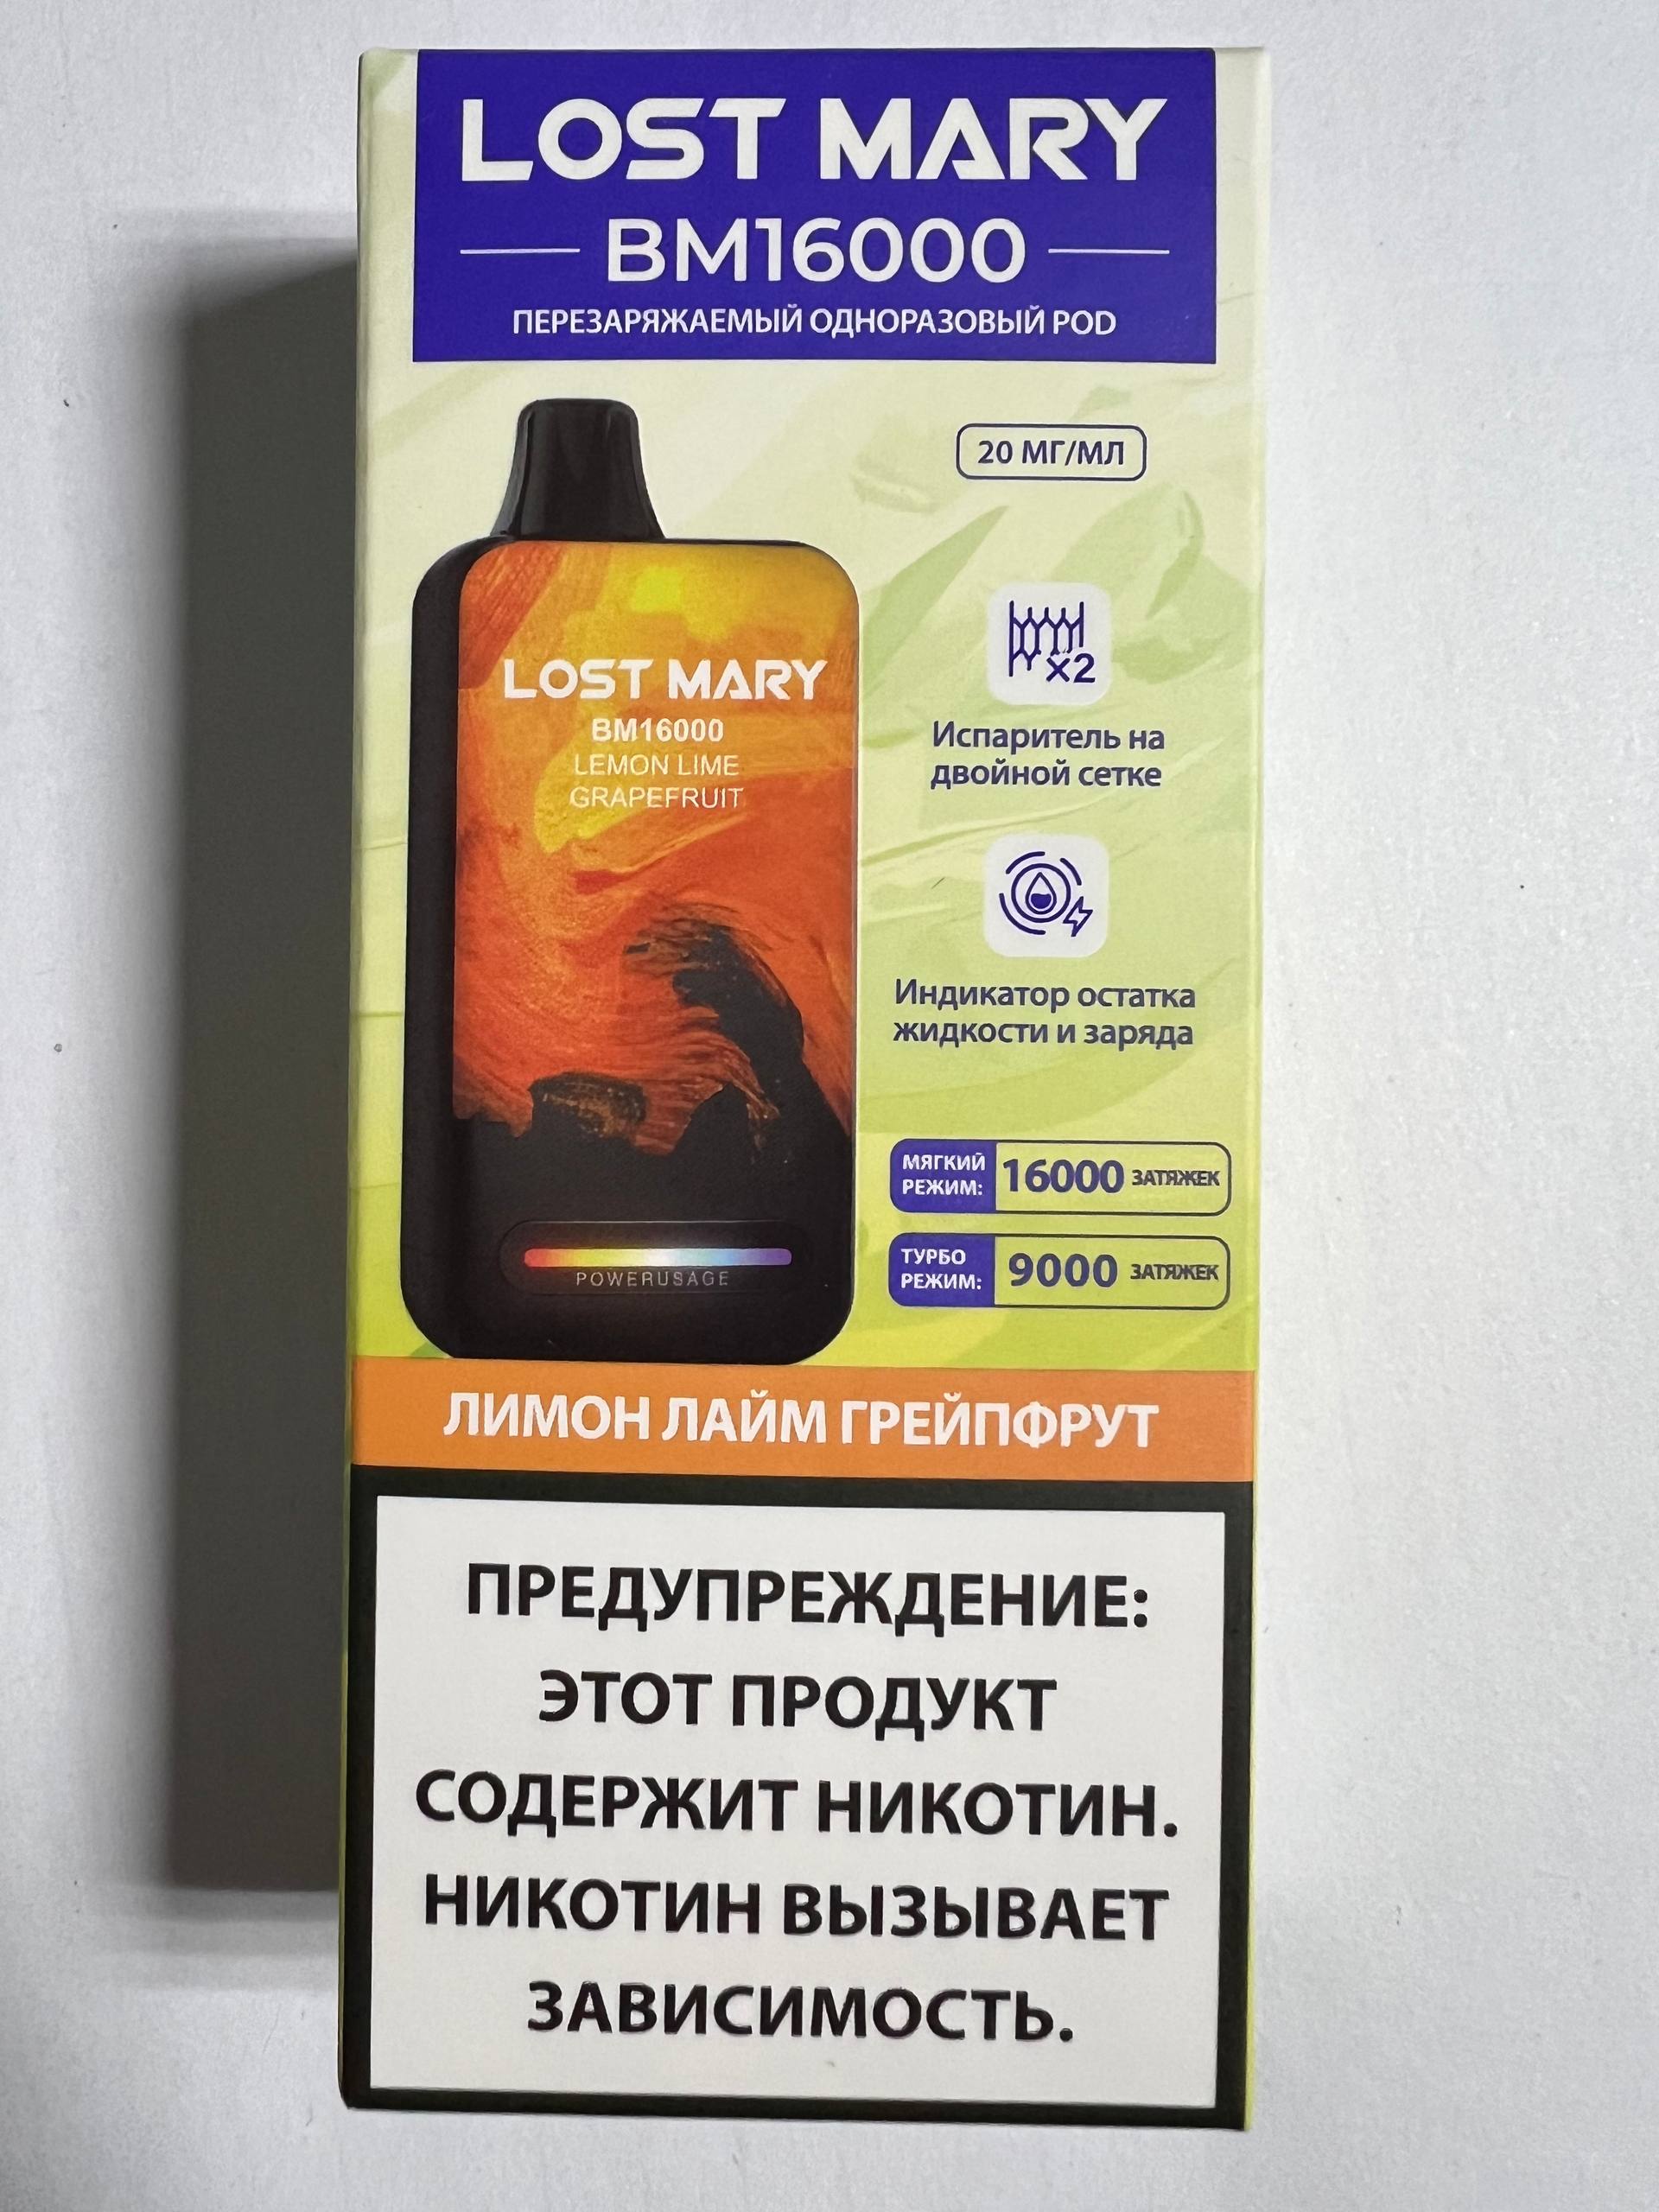 LOST MARY
BM16000
ПЕРЕЗАРЯЖАЕМЫЙ ОДНОРАЗОВЫЙ POD
20 МГ/МЛ
LOST MARY
BM16000
LEMON LIME
GRAPEFRUIT
x2
Испаритель на
двойной сетке
Индикатор остатка
жидкости и заряда
МЯГКИЙ
РЕЖИМ:
16000 ЗАТЯЖЕК
ТУРБО
РЕЖИМ:
9000 ЗАТЯЖЕК
POWERUSAGE
ЛИМОН ЛАЙМ ГРЕЙПФРУТ
ПРЕДУПРЕЖДЕНИЕ:
ЭТОТ ПРОДУКТ
СОДЕРЖИТ НИКОТИН.
НИКОТИН ВЫЗЫВАЕТ
ЗАВИСИМОСТЬ.